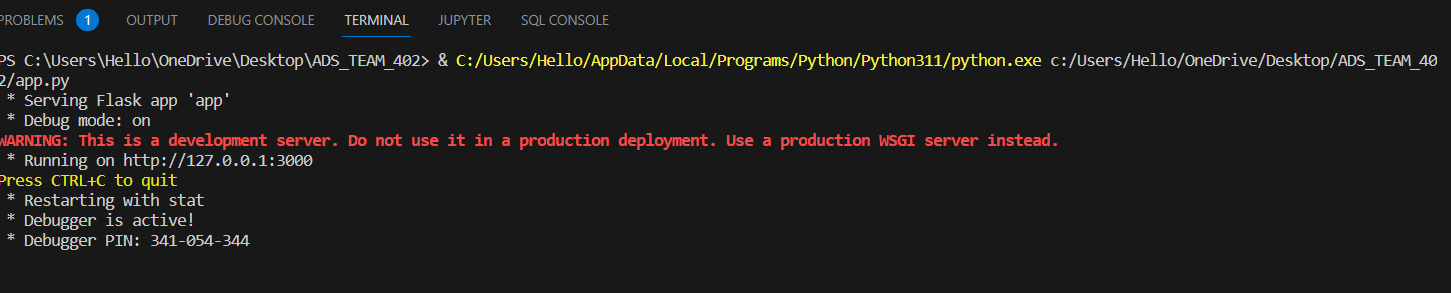 PROBLEMS 1 OUTPUT DEBUG CONSOLE TERMINAL JUPYTER SQL CONSOLE
PS C:\Users\Hello\OneDrive\Desktop\ADS_TEAM_402> & C:/Users/Hello/AppData/Local/Programs/Python/Python311/python.exe c:/Users/Hello/OneDrive/Desktop/ADS_TEAM_40
2/app.py
 * Serving Flask app 'app'
 * Debug mode: on
WARNING: This is a development server. Do not use it in a production deployment. Use a production WSGI server instead.
 * Running on http://127.0.0.1:3000
Press CTRL+C to quit
 * Restarting with stat
 * Debugger is active!
 * Debugger PIN: 341-054-344